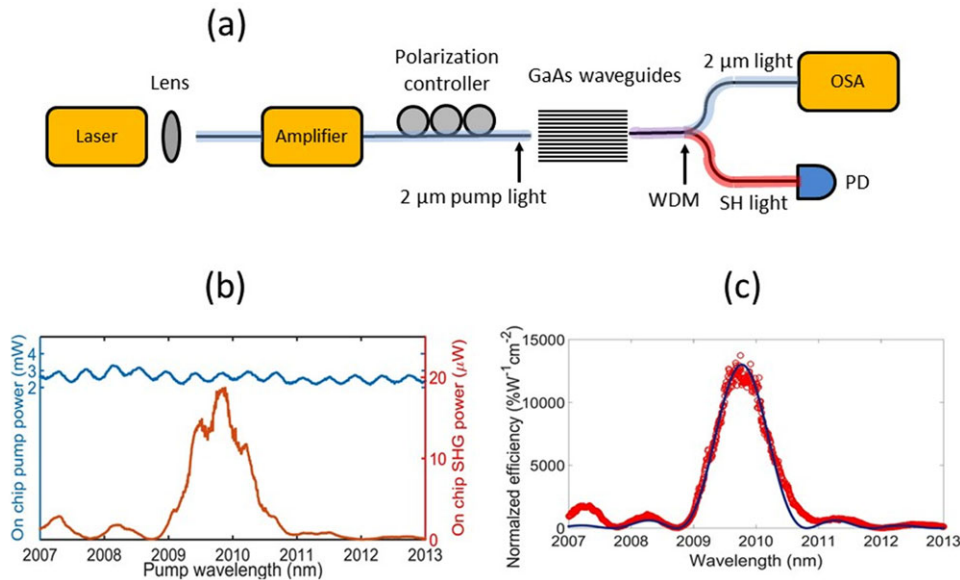 (a)
Polarization
controller
Lens
GaAs waveguides
2 μm light
OSA
Laser
Amplifier
2 μm pump light
WDM
SH light
PD
(b)
(c)
On chip pump power (mW)
4
3
2
20
10
0
On chip SHG power (μW)
2007 2008 2009 2010 2011 2012 2013
Pump wavelength (nm)
Normalzed efficiency (%W⁻¹cm⁻²)
15000
10000
5000
0
2007 2008 2009 2010 2011 2012 2013
Wavelength (nm)